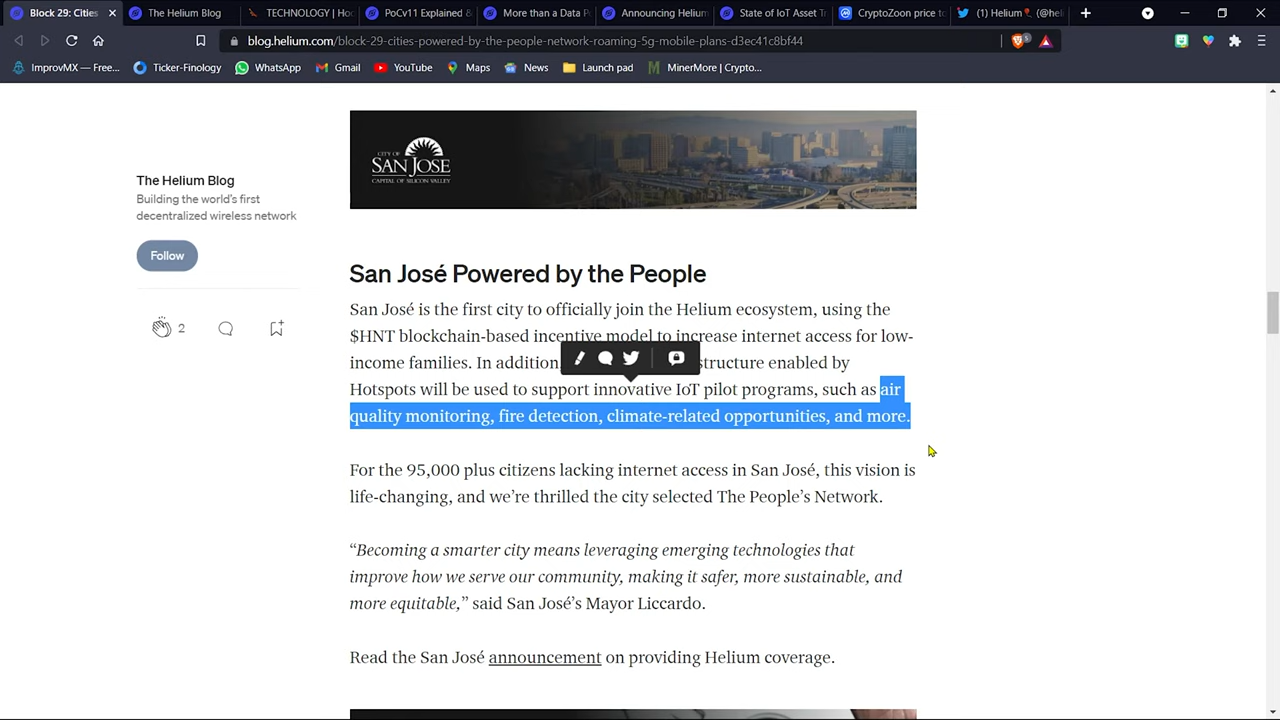 Block 29: Cities
The Helium Blog
TECHNOLOGY | Ho
PoCv11 Explained &
More than a Data P
Announcing Helium
State of IoT Asset T
CryptoZoon price to
(1) Helium🎈 (@heli
blog.helium.com/block-29-cities-powered-by-the-people-network-roaming-5g-mobile-plans-d3ec41c8bf44
ImprovMX — Free...
Ticker-Finology
WhatsApp
Gmail
YouTube
Maps
News
Launch pad
MinerMore | Crypto...
CITY OF
SAN JOSE
CAPITAL OF SILICON VALLEY
The Helium Blog
Building the world's first
decentralized wireless network
Follow
2
San José Powered by the People
San José is the first city to officially join the Helium ecosystem, using the
$HNT blockchain-based incentive model to increase internet access for low-
income families. In addition, structure enabled by
Hotspots will be used to support innovative IoT pilot programs, such as air
quality monitoring, fire detection, climate-related opportunities, and more.
For the 95,000 plus citizens lacking internet access in San José, this vision is
life-changing, and we're thrilled the city selected The People's Network.
“Becoming a smarter city means leveraging emerging technologies that
improve how we serve our community, making it safer, more sustainable, and
more equitable,” said San José's Mayor Liccardo.
Read the San José announcement on providing Helium coverage.